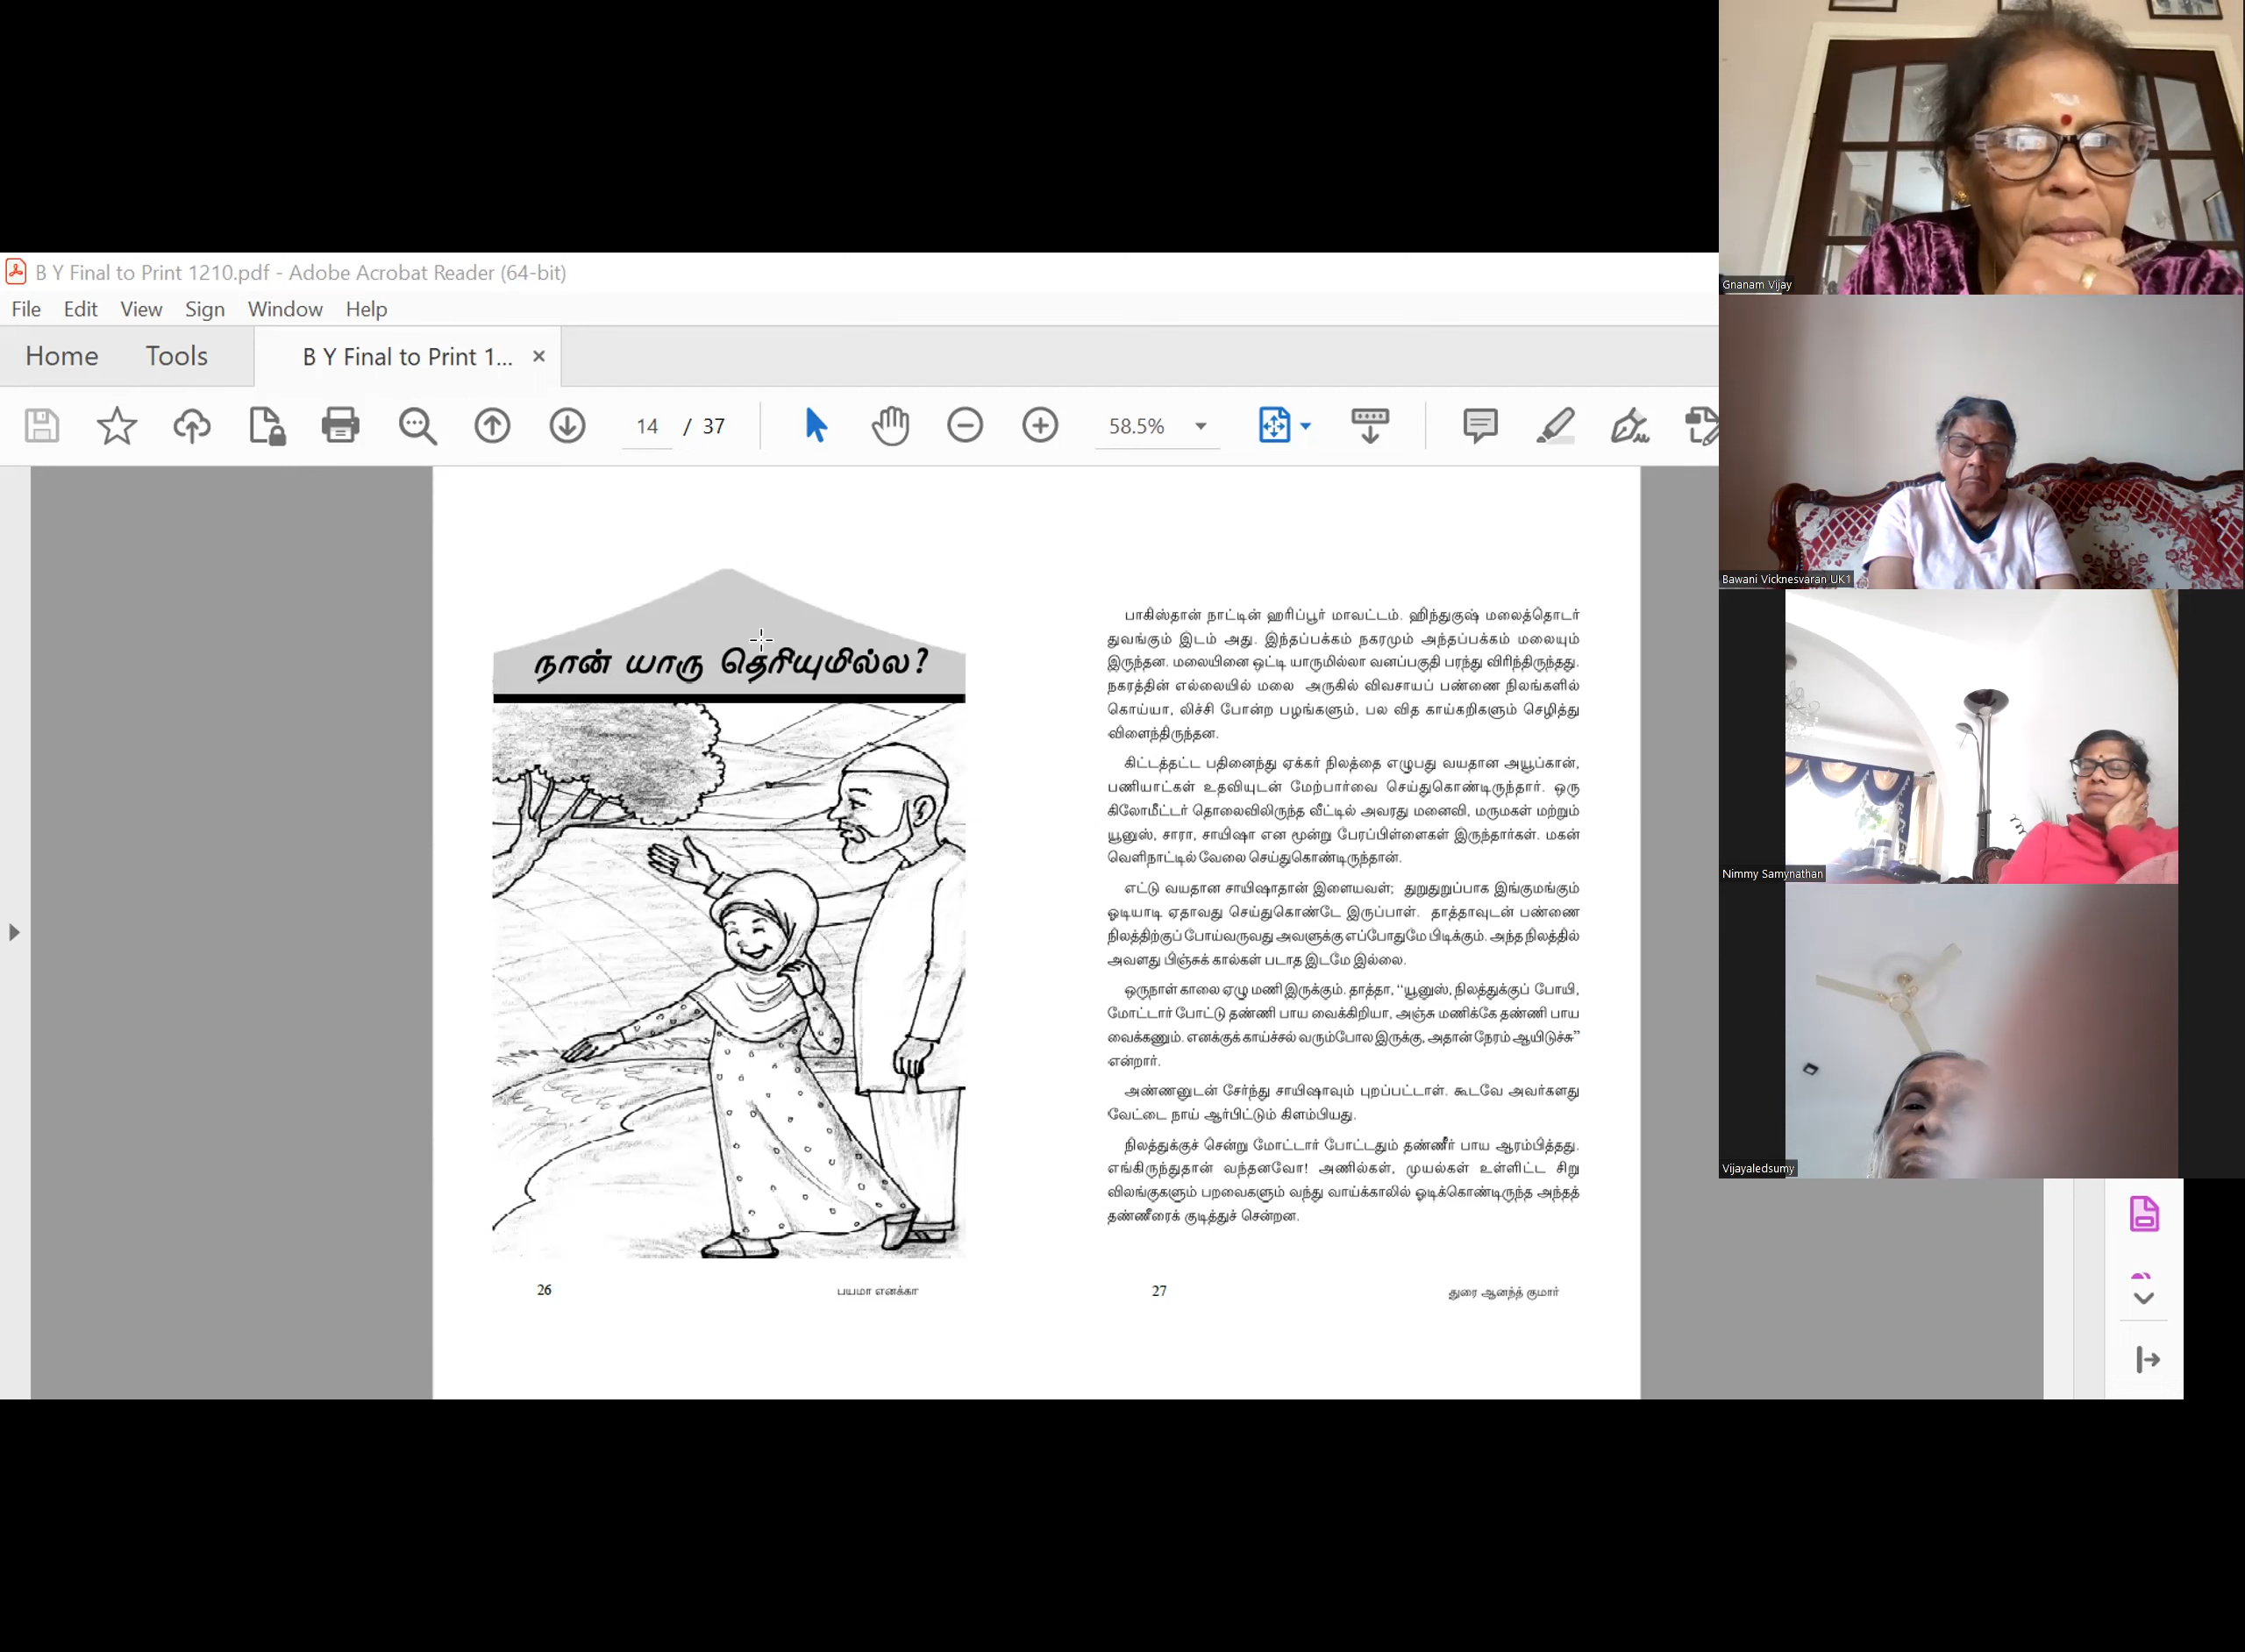 B Y Final to Print 1210.pdf - Adobe Acrobat Reader (64-bit)
File Edit View Sign Window Help
Home Tools B Y Final to Print 1... ×
14 / 37 58.5%
நான் யாரு தெரியுமில்ல?
26 பயமா எனக்கா
பாகிஸ்தான் நாட்டின் ஹரிப்பூர் மாவட்டம். ஹிந்துகுஷ் மலைத்தொடர்
துவங்கும் இடம் அது. இந்தப்பக்கம் நகரமும் அந்தப்பக்கம் மலையும்
இருந்தன. மலையினை ஒட்டி யாருமில்லா வனப்பகுதி பரந்து விரிந்திருந்தது.
நகரத்தின் எல்லையில் மலை அருகில் விவசாயப் பண்ணை நிலங்களில்
கொய்யா, லிச்சி போன்ற பழங்களும், பல வித காய்கறிகளும் செழித்து
விளைந்திருந்தன.
கிட்டத்தட்ட பதினைந்து ஏக்கர் நிலத்தை எழுபது வயதான அயூப்கான்,
பணியாட்கள் உதவியுடன் மேற்பார்வை செய்துகொண்டிருந்தார். ஒரு
கிலோமீட்டர் தொலைவிலிருந்த வீட்டில் அவரது மனைவி, மருமகள் மற்றும்
யூனுஸ், சாரா, சாயிஷா என மூன்று பேரப்பிள்ளைகள் இருந்தார்கள். மகன்
வெளிநாட்டில் வேலை செய்துகொண்டிருந்தான்.
எட்டு வயதான சாயிஷாதான் இளையவள்; துறுதுறுப்பாக இங்குமங்கும்
ஓடியாடி ஏதாவது செய்துகொண்டே இருப்பாள். தாத்தாவுடன் பண்ணை
நிலத்திற்குப் போய்வருவது அவளுக்கு எப்போதுமே பிடிக்கும். அந்த நிலத்தில்
அவளது பிஞ்சுக் கால்கள் படாத இடமே இல்லை.
ஒருநாள் காலை ஏழு மணி இருக்கும். தாத்தா, "யூனுஸ், நிலத்துக்குப் போயி,
மோட்டார் போட்டு தண்ணி பாய வைக்கிறியா, அஞ்சு மணிக்கே தண்ணி பாய
வைக்கணும். எனக்குக் காய்ச்சல் வரும்போல இருக்கு, அதான் நேரம் ஆயிடுச்சு"
என்றார்.
அண்ணனுடன் சேர்ந்து சாயிஷாவும் புறப்பட்டாள். கூடவே அவர்களது
வேட்டை நாய் ஆர்பிட்டும் கிளம்பியது.
நிலத்துக்குச் சென்று மோட்டார் போட்டதும் தண்ணீர் பாய ஆரம்பித்தது.
எங்கிருந்துதான் வந்தனவோ! அணில்கள், முயல்கள் உள்ளிட்ட சிறு
விலங்குகளும் பறவைகளும் வந்து வாய்க்காலில் ஓடிக்கொண்டிருந்த அந்தத்
தண்ணீரைக் குடித்துச் சென்றன.
27 துரை ஆனந்த் குமார்
Gnanam Vijay
Bawani Vicknesvaran UK1
Nimmy Samynathan
Vijayaledsumy